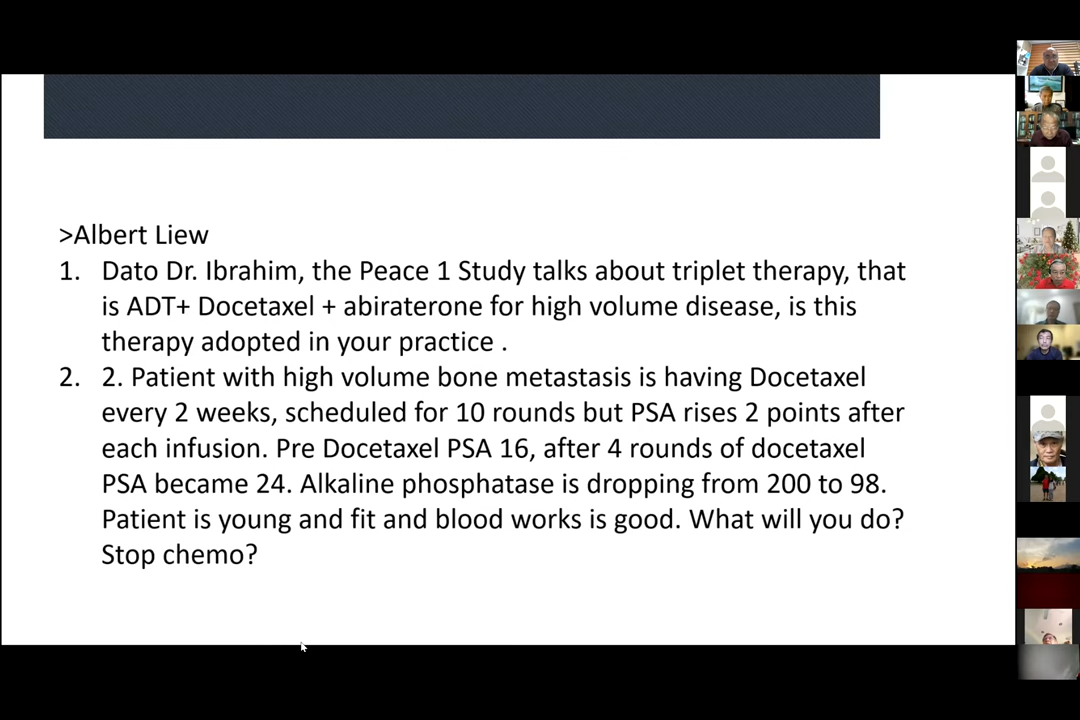 >Albert Liew
1. Dato Dr. Ibrahim, the Peace 1 Study talks about triplet therapy, that
is ADT+ Docetaxel + abiraterone for high volume disease, is this
therapy adopted in your practice .
2. 2. Patient with high volume bone metastasis is having Docetaxel
every 2 weeks, scheduled for 10 rounds but PSA rises 2 points after
each infusion. Pre Docetaxel PSA 16, after 4 rounds of docetaxel
PSA became 24. Alkaline phosphatase is dropping from 200 to 98.
Patient is young and fit and blood works is good. What will you do?
Stop chemo?